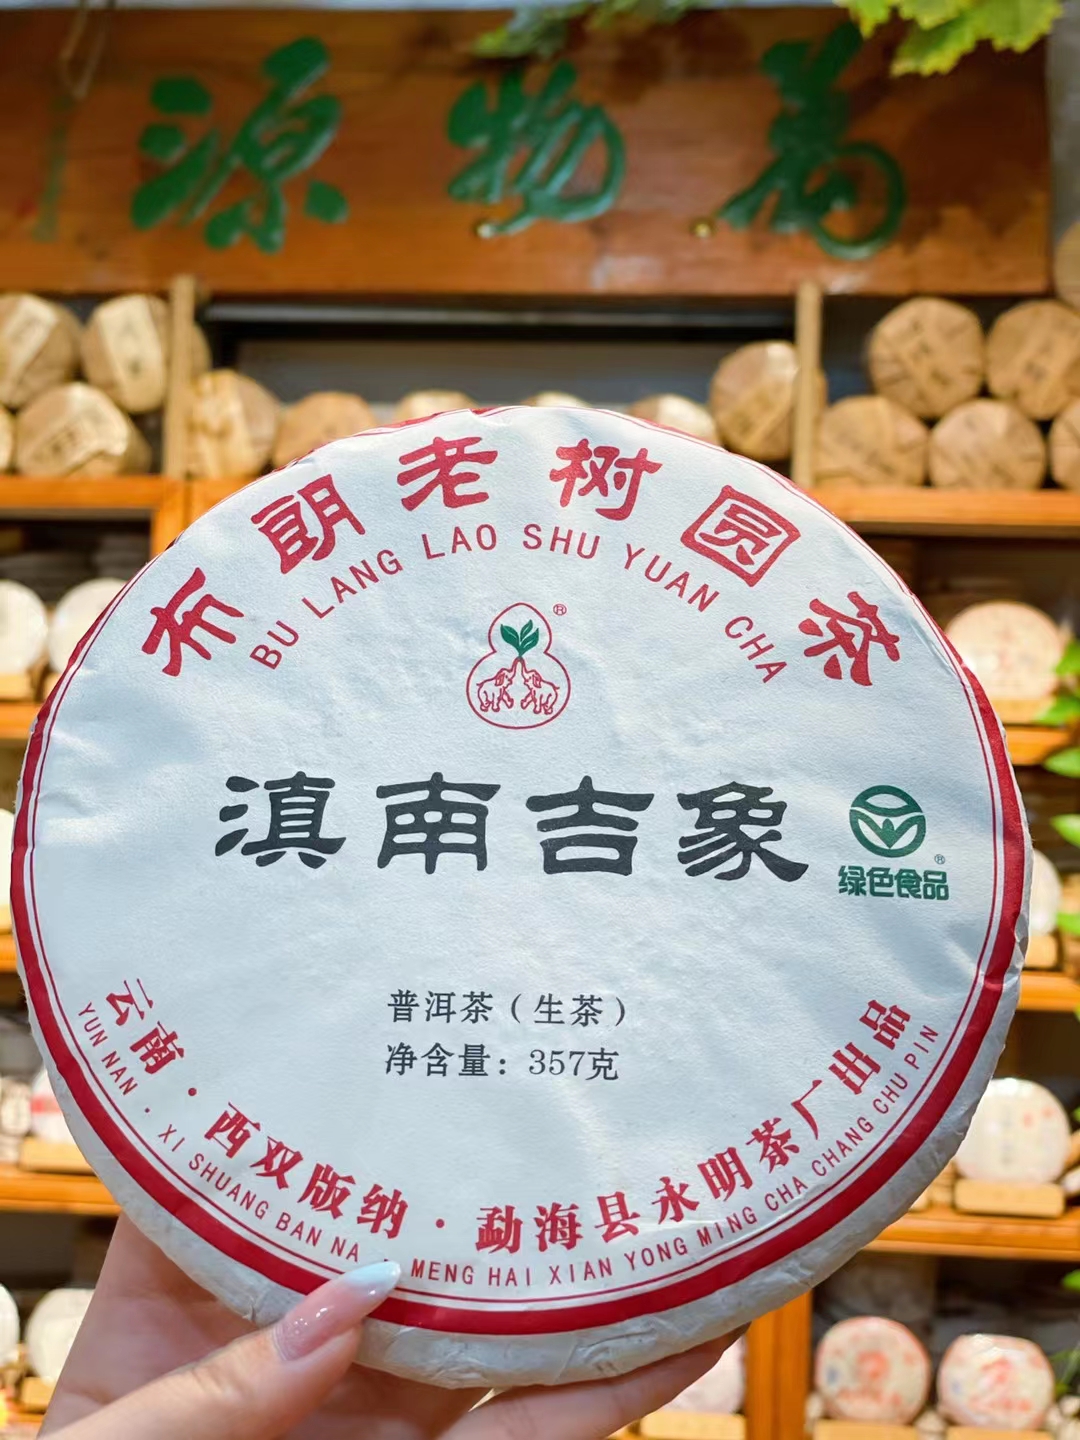 源物為
布朗老树圆茶
BU LANG LAO SHU YUAN CHA
®
滇南吉象
®
绿色食品
普洱茶（生茶）
净含量：357克
云南·西双版纳·勐海县永明茶厂出品
YUN NAN · XI SHUANG BAN NA · MENG HAI XIAN YONG MING CHA CHANG CHU PIN